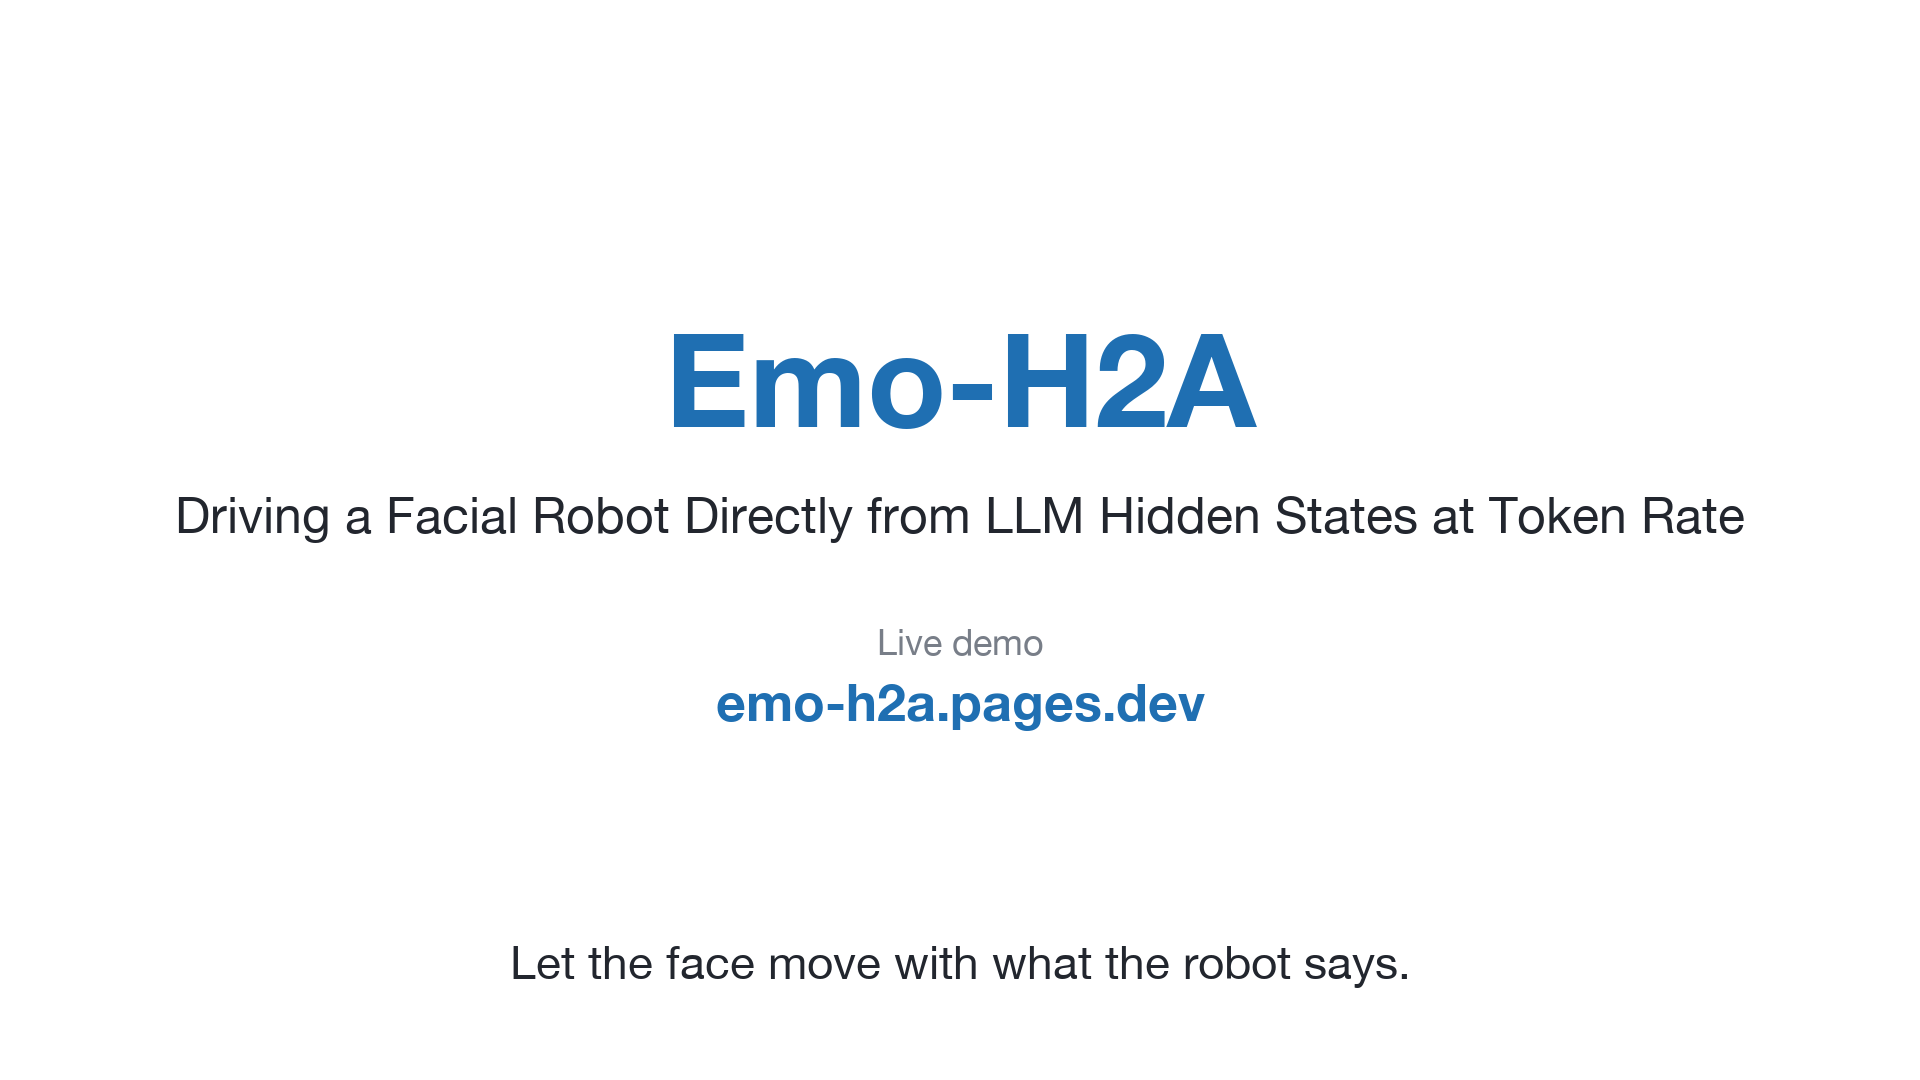 Emo-H2A
Driving a Facial Robot Directly from LLM Hidden States at Token Rate
Live demo
emo-h2a.pages.dev
Let the face move with what the robot says.